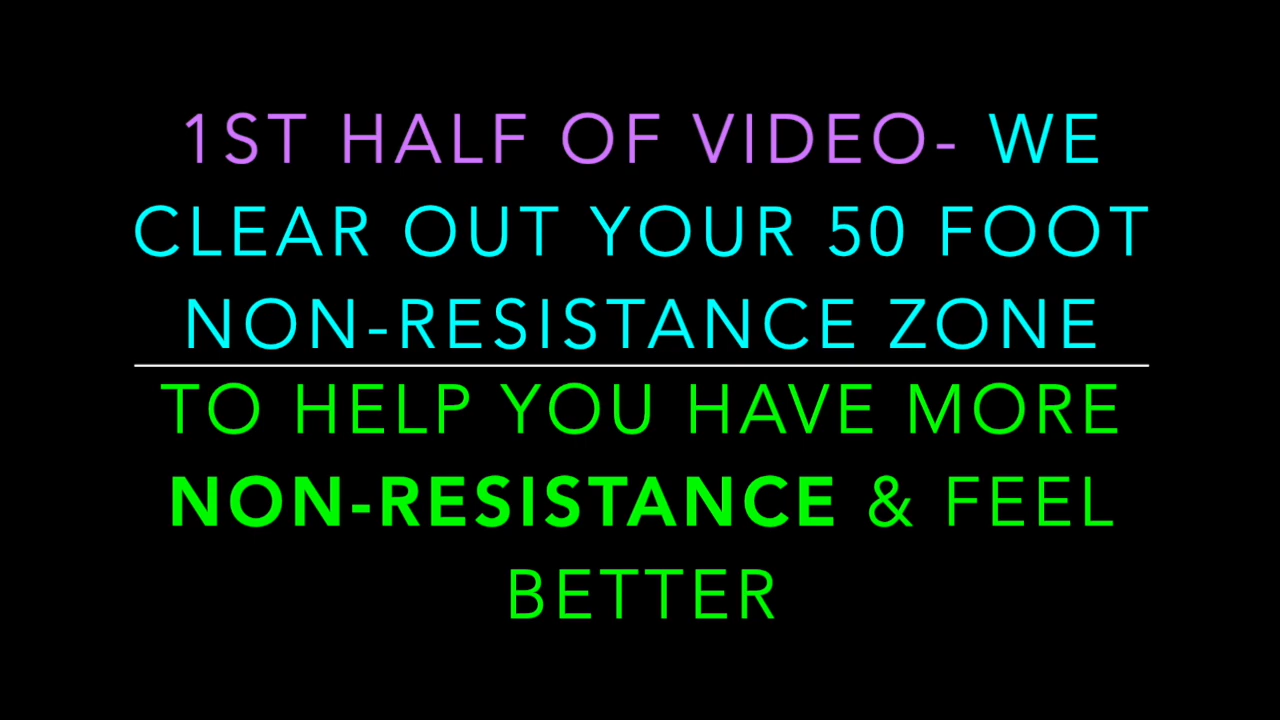 1ST HALF OF VIDEO- WE
CLEAR OUT YOUR 50 FOOT
NON-RESISTANCE ZONE
TO HELP YOU HAVE MORE
NON-RESISTANCE & FEEL
BETTER